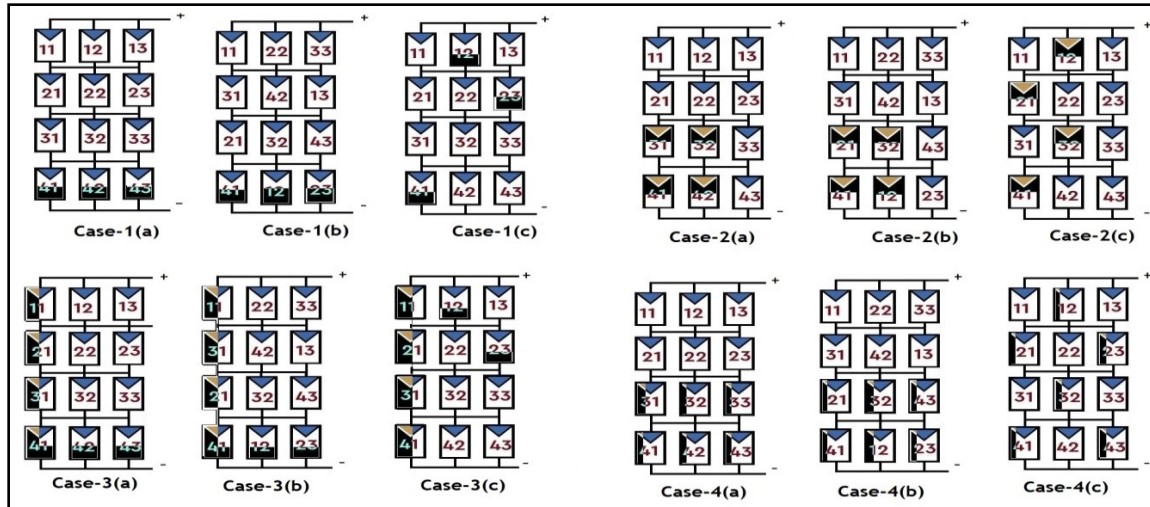 + + + + + +
11 12 13 11 22 33 11 12 13 11 12 13 11 22 33 11 12 13
21 22 23 31 42 13 21 22 23 21 22 23 31 42 13 21 22 23
31 32 33 21 32 43 31 32 33 31 32 33 21 32 43 31 32 33
41 42 43 41 12 23 41 42 43 41 42 43 41 12 23 41 42 43
- - - - - -
Case-1(a) Case-1(b) Case-1(c) Case-2(a) Case-2(b) Case-2(c)
+ + + + + +
11 12 13 11 22 33 11 12 13 11 12 13 11 22 33 11 12 13
21 22 23 31 42 13 21 22 23 21 22 23 31 42 13 21 22 23
31 32 33 21 32 43 31 32 33 31 32 33 21 32 43 31 32 33
41 42 43 41 12 23 41 42 43 41 42 43 41 12 23 41 42 43
- - - - - -
Case-3(a) Case-3(b) Case-3(c) Case-4(a) Case-4(b) Case-4(c)